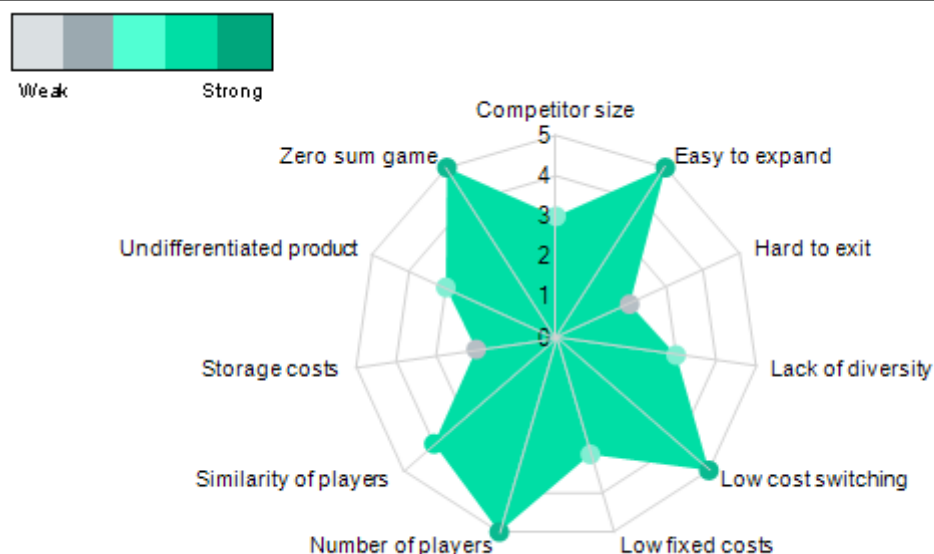 Weak
Strong
Competitor size
5
Zero sum game
Easy to expand
4
3
Undifferentiated product
Hard to exit
2
1
0
Storage costs
Lack of diversity
Similarity of players
Low cost switching
Number of players
Low fixed costs